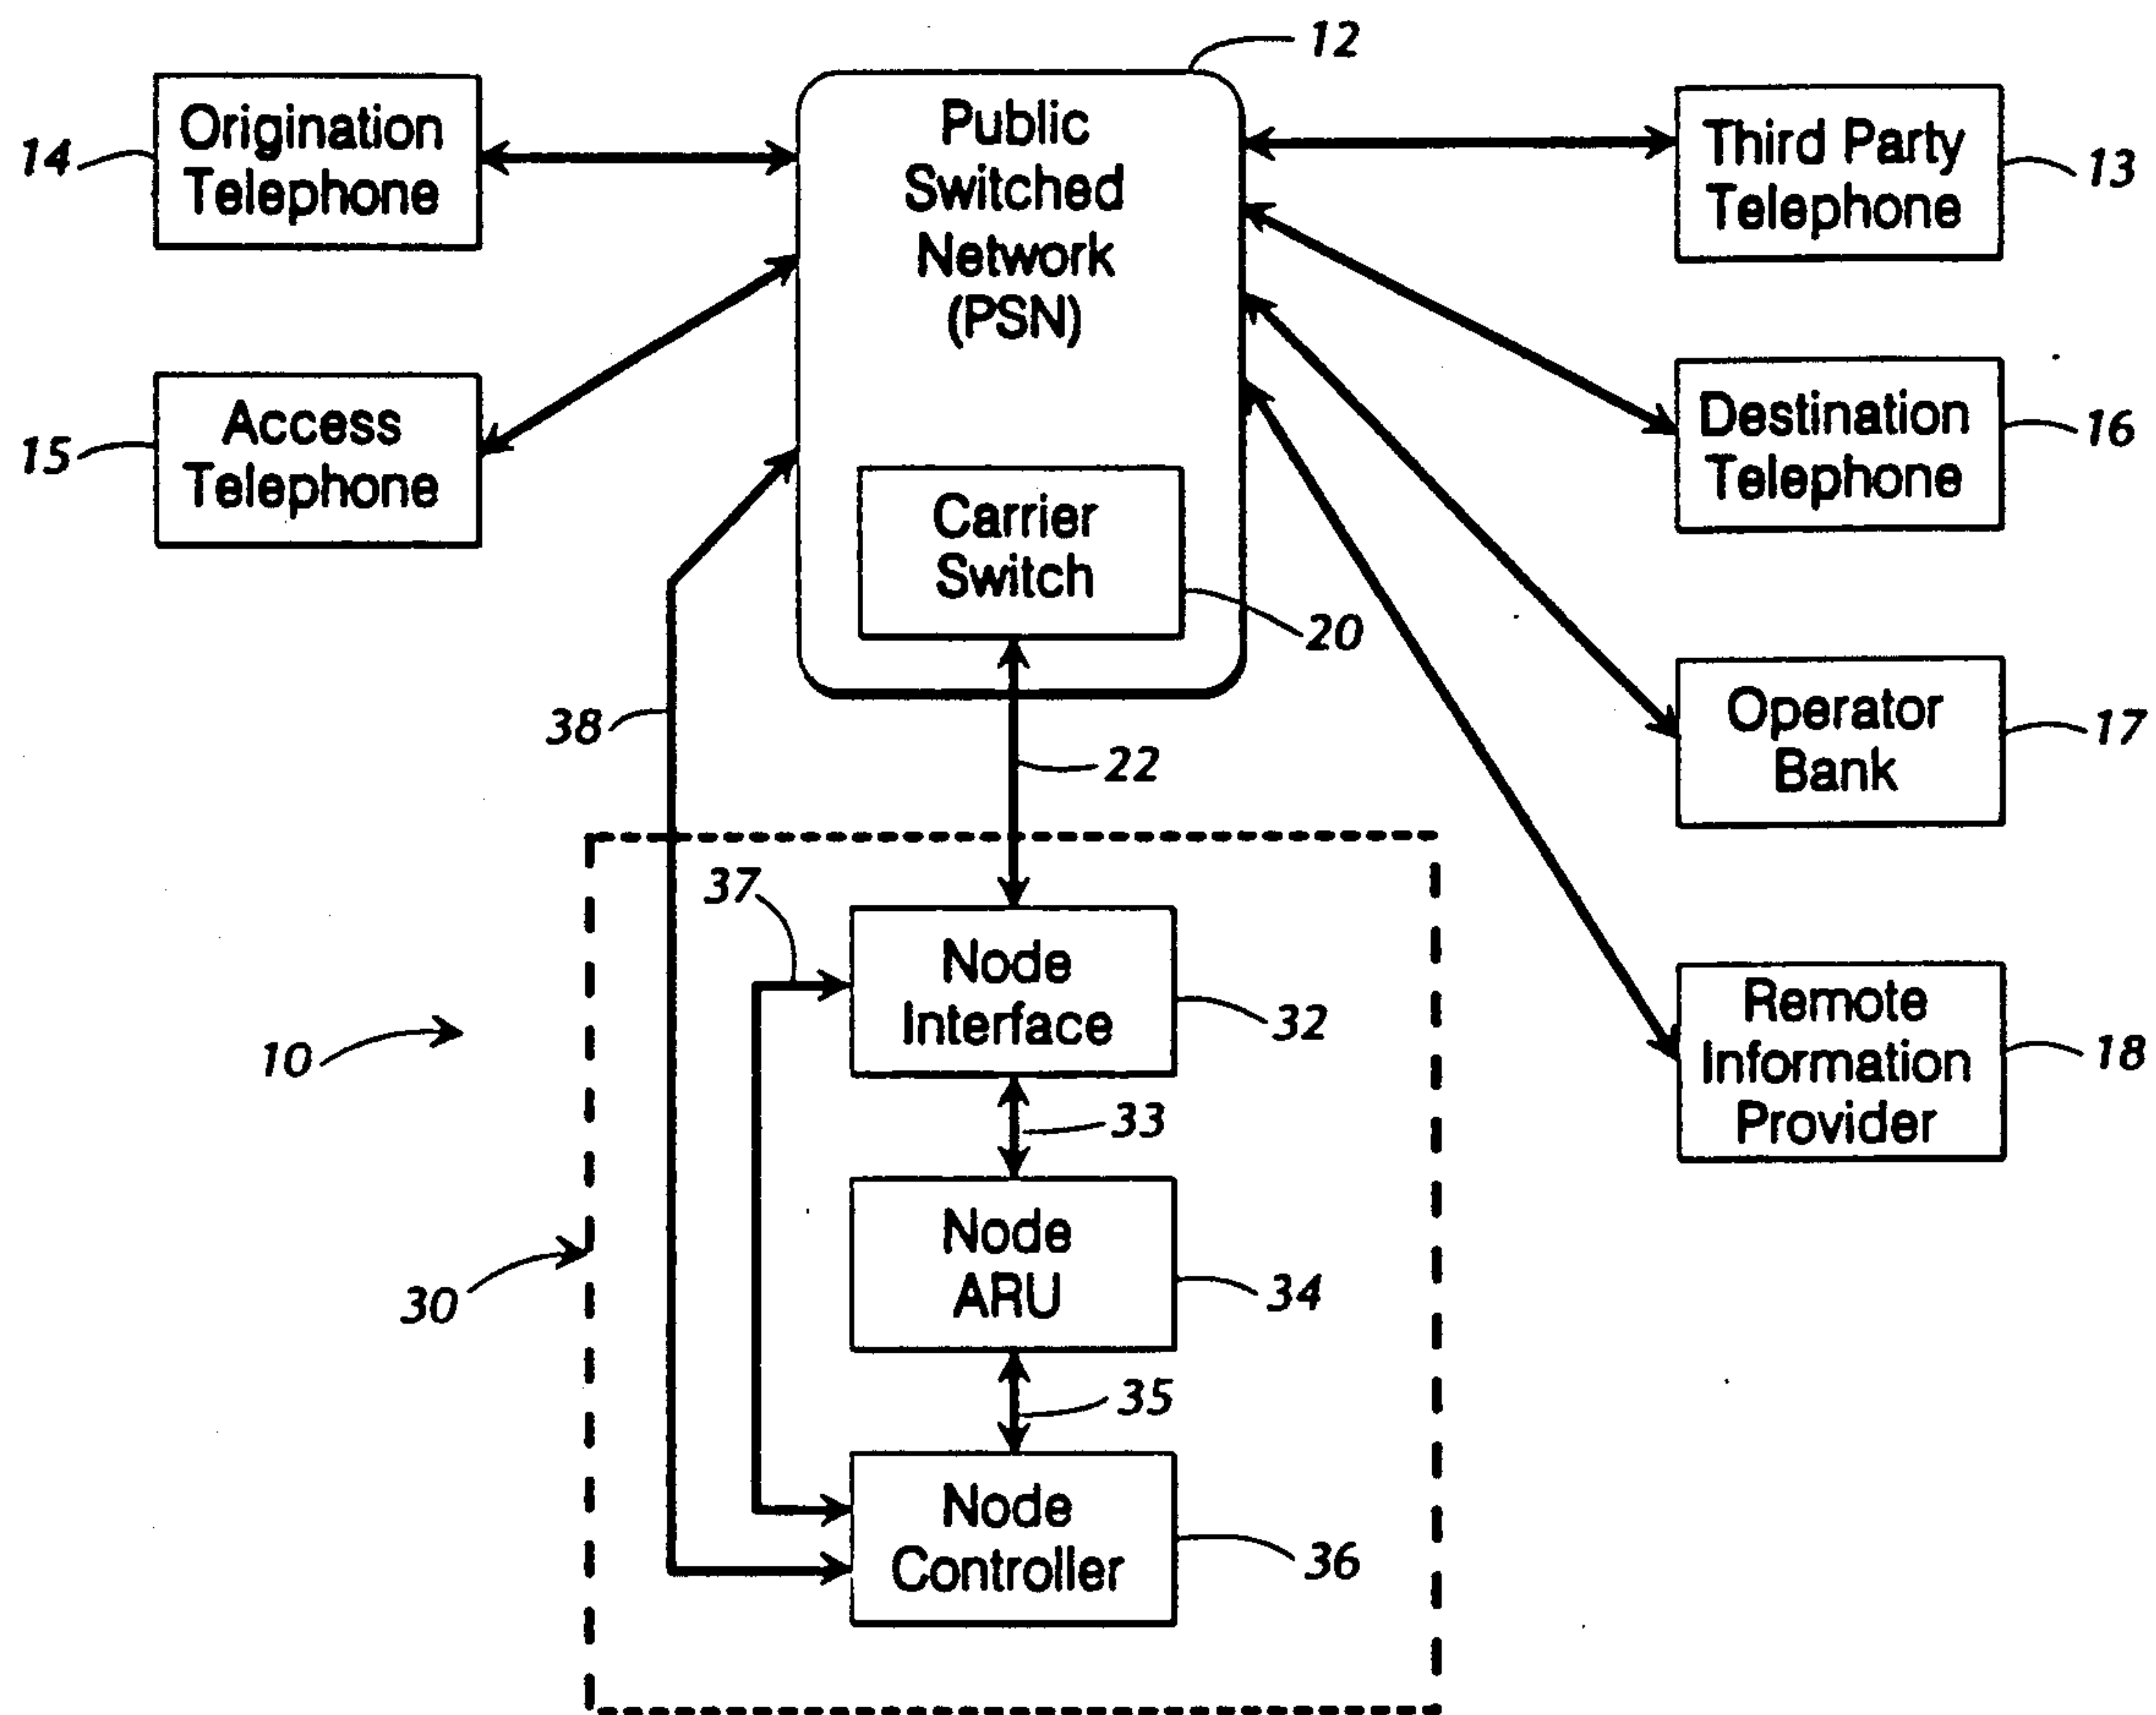 12
14
Origination
Telephone
Public
Switched
Network
(PSN)
Third Party
Telephone
13
15
Access
Telephone
Carrier
Switch
20
Destination
Telephone
16
38
22
Operator
Bank
17
37
Node
Interface
32
10
Remote
Information
Provider
18
33
30
Node
ARU
34
35
Node
Controller
36